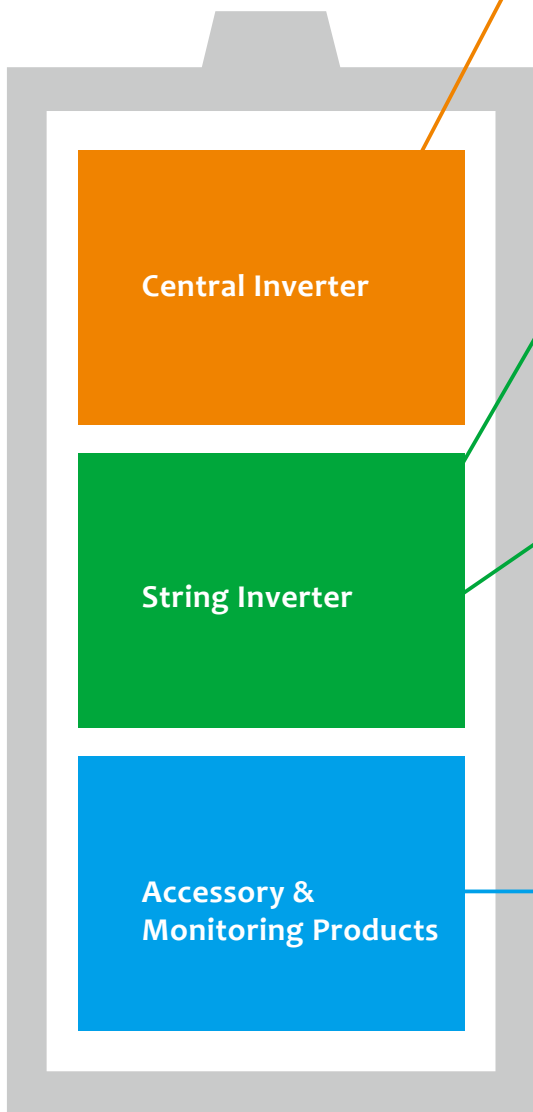 Central Inverter
String Inverter
Accessory &
Monitoring Products